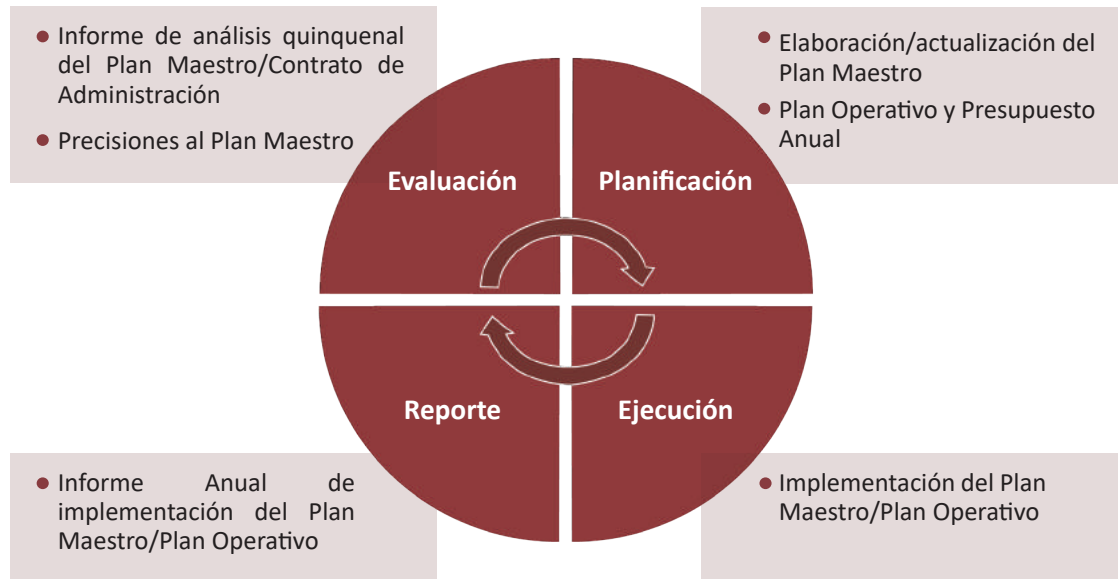 ● Informe de análisis quinquenal
del Plan Maestro/Contrato de
Administración
● Precisiones al Plan Maestro
● Elaboración/actualización del
Plan Maestro
● Plan Operativo y Presupuesto
Anual
Evaluación
Planificación
Reporte
Ejecución
● Informe Anual de
implementación del Plan
Maestro/Plan Operativo
● Implementación del Plan
Maestro/Plan Operativo